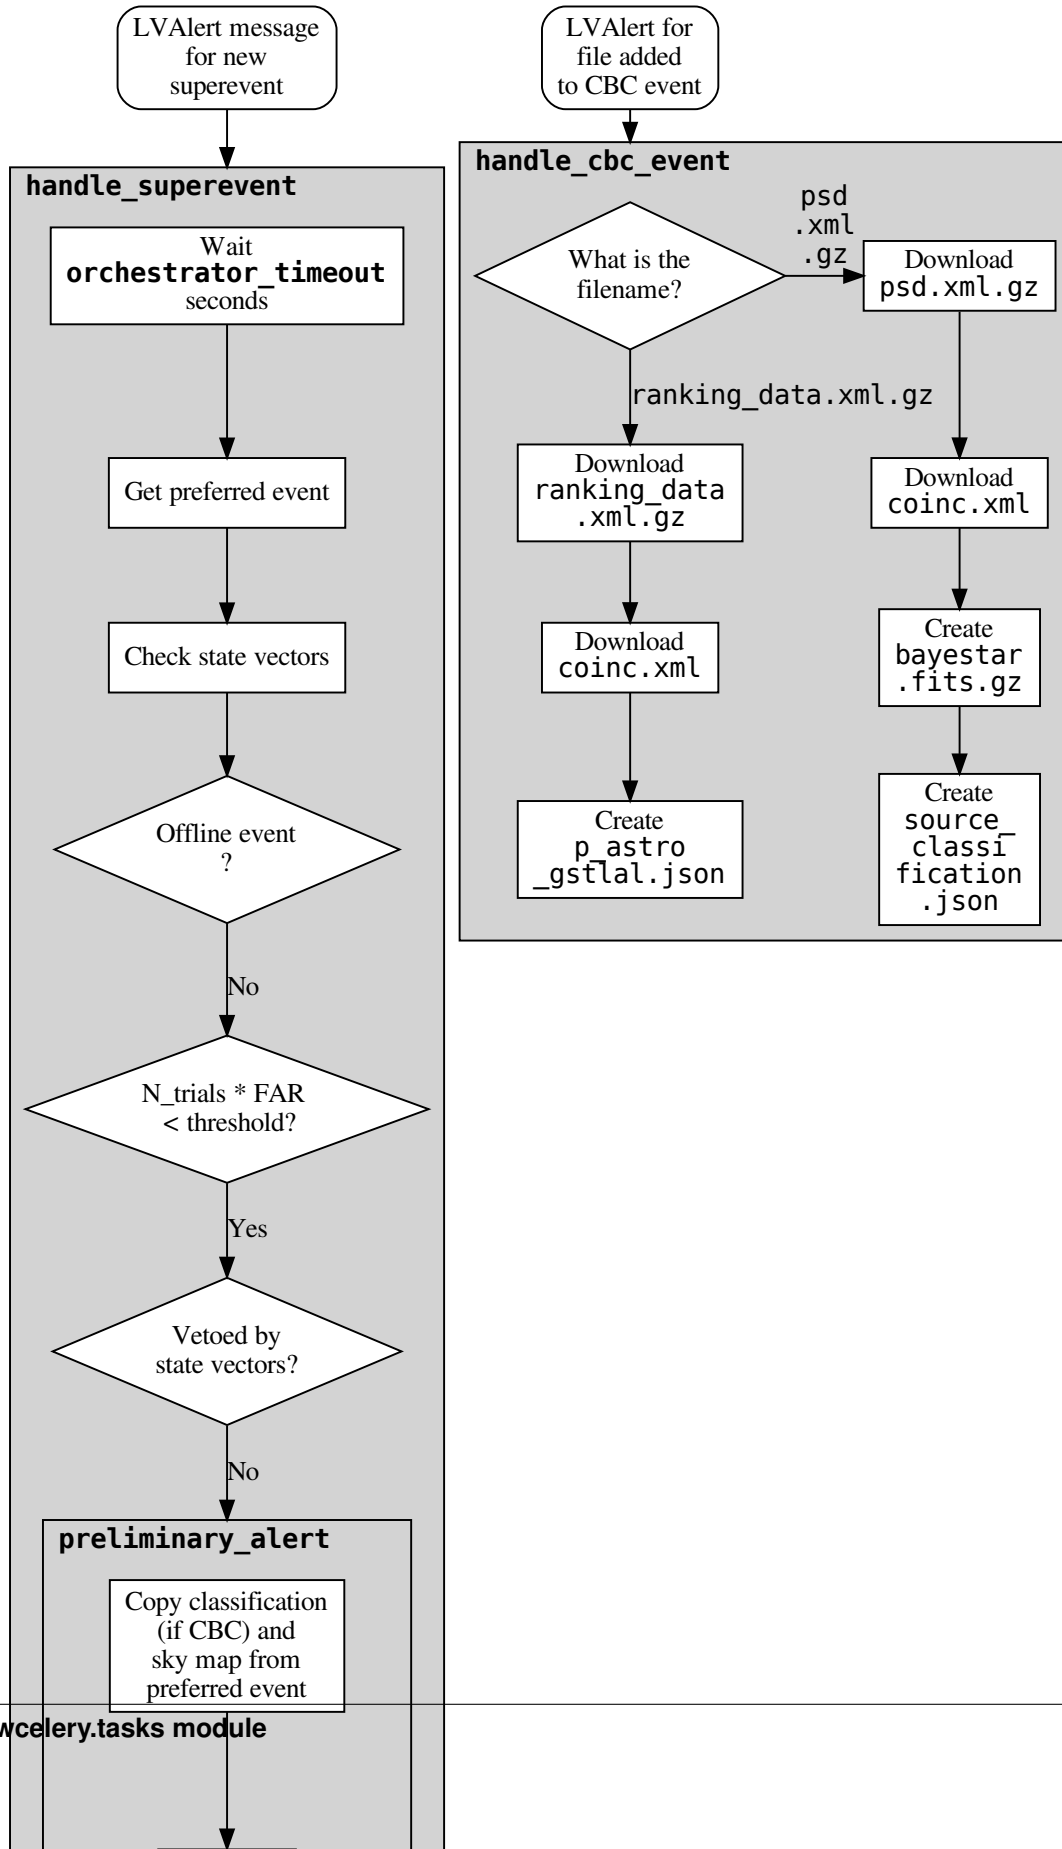 LVAlert message
for new
superevent
handle_superevent
Wait
orchestrator_timeout
seconds
Get preferred event
Check state vectors
Offline event
?
No
N_trials * FAR
< threshold?
Yes
Vetoed by
state vectors?
No
preliminary_alert
Copy classification
(if CBC) and
sky map from
preferred event
LVAlert for
file added
to CBC event
handle_cbc_event
What is the
filename?
psd
.xml
.gz
Download
psd.xml.gz
ranking_data.xml.gz
Download
ranking_data
.xml.gz
Download
coinc.xml
Download
coinc.xml
Create
bayestar
.fits.gz
Create
p_astro
_gstlal.json
Create
source_
classi
fication
.json
wcelery.tasks module